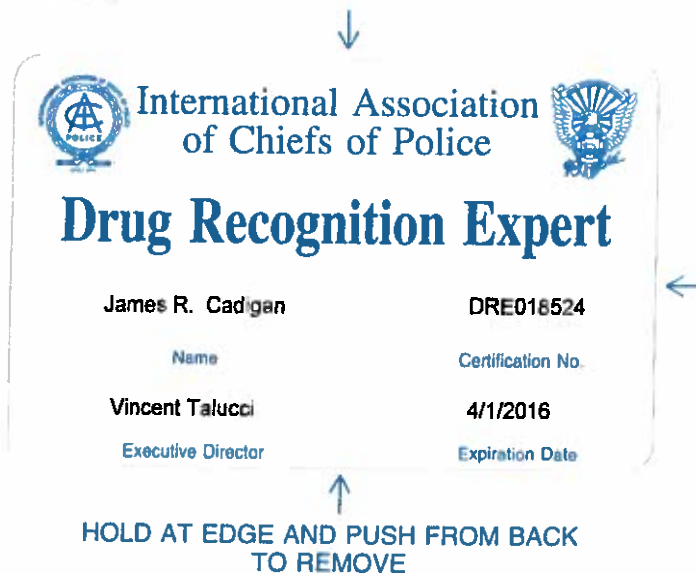 International Association
of Chiefs of Police
POLICE
Drug Recognition Expert
James R. Cadigan DRE018524
Name Certification No.
Vincent Talucci 4/1/2016
Executive Director Expiration Date
HOLD AT EDGE AND PUSH FROM BACK
TO REMOVE